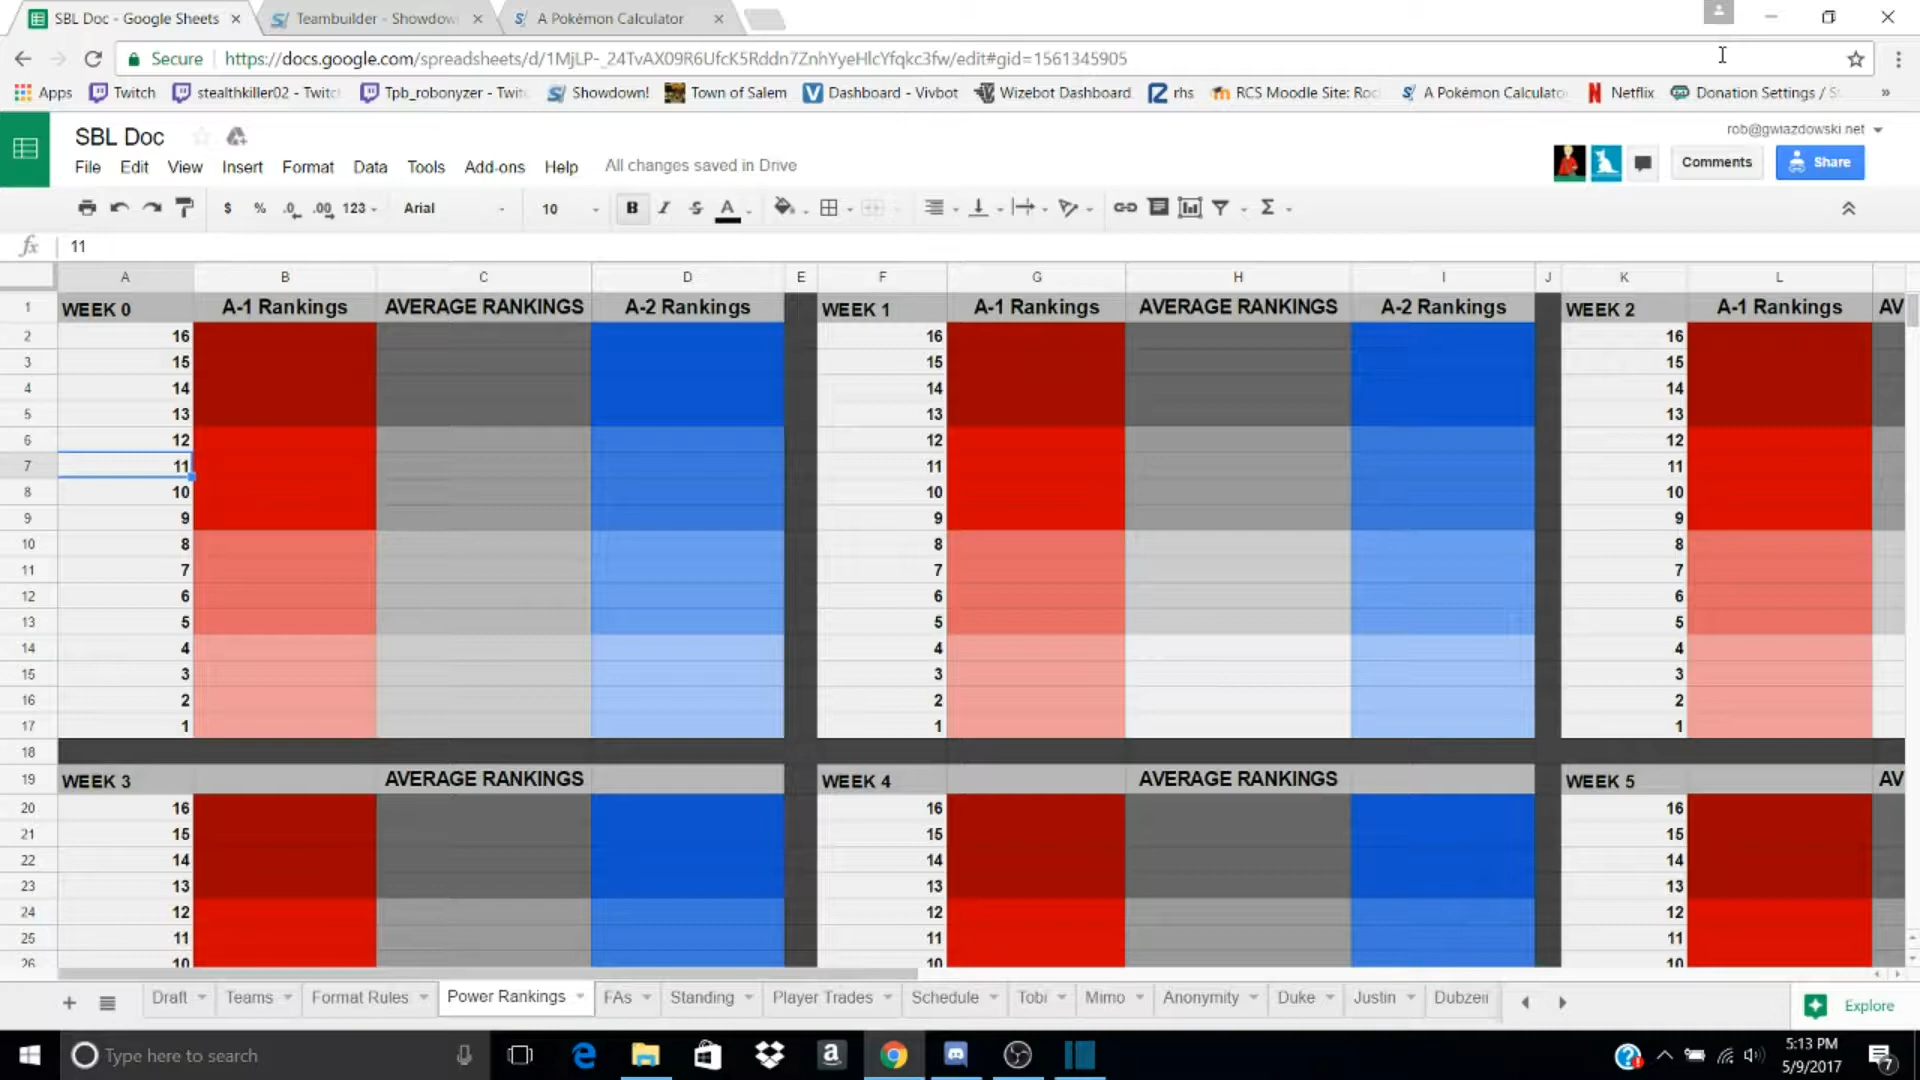 SBL Doc - Google Sheets
Teambuilder - Showdow
A Pokémon Calculator
Secure https://docs.google.com/spreadsheets/d/1MjLP-_24TvAX09R6UfcK5Rddn7ZnhYyeHlcYfqkc3fw/edit#gid=1561345905
Apps Twitch stealthkiller02 - Twitc Tpb_robonyzer - Twit Showdown! Town of Salem Dashboard - Vivbot Wizebot Dashboard rhs RCS Moodle Site: Ro A Pokémon Calculato Netflix Donation Settings / S »
SBL Doc
rob@gwiazdowski.net
File Edit View Insert Format Data Tools Add-ons Help All changes saved in Drive
Comments Share
$ % .0 .00 123 Arial 10 B I S A Σ
fx 11
A B C D E F G H I J K L
1 WEEK 0 A-1 Rankings AVERAGE RANKINGS A-2 Rankings WEEK 1 A-1 Rankings AVERAGE RANKINGS A-2 Rankings WEEK 2 A-1 Rankings AV
2 16 16 16
3 15 15 15
4 14 14 14
5 13 13 13
6 12 12 12
7 11 11 11
8 10 10 10
9 9 9 9
10 8 8 8
11 7 7 7
12 6 6 6
13 5 5 5
14 4 4 4
15 3 3 3
16 2 2 2
17 1 1 1
18
19 WEEK 3 AVERAGE RANKINGS WEEK 4 AVERAGE RANKINGS WEEK 5 AV
20 16 16 16
21 15 15 15
22 14 14 14
23 13 13 13
24 12 12 12
25 11 11 11
26 10 10 10
+ Draft Teams Format Rules Power Rankings FAs Standing Player Trades Schedule Tobi Mimo Anonymity Duke Justin Dubzeii Explore
Type here to search
5:13 PM
5/9/2017
7